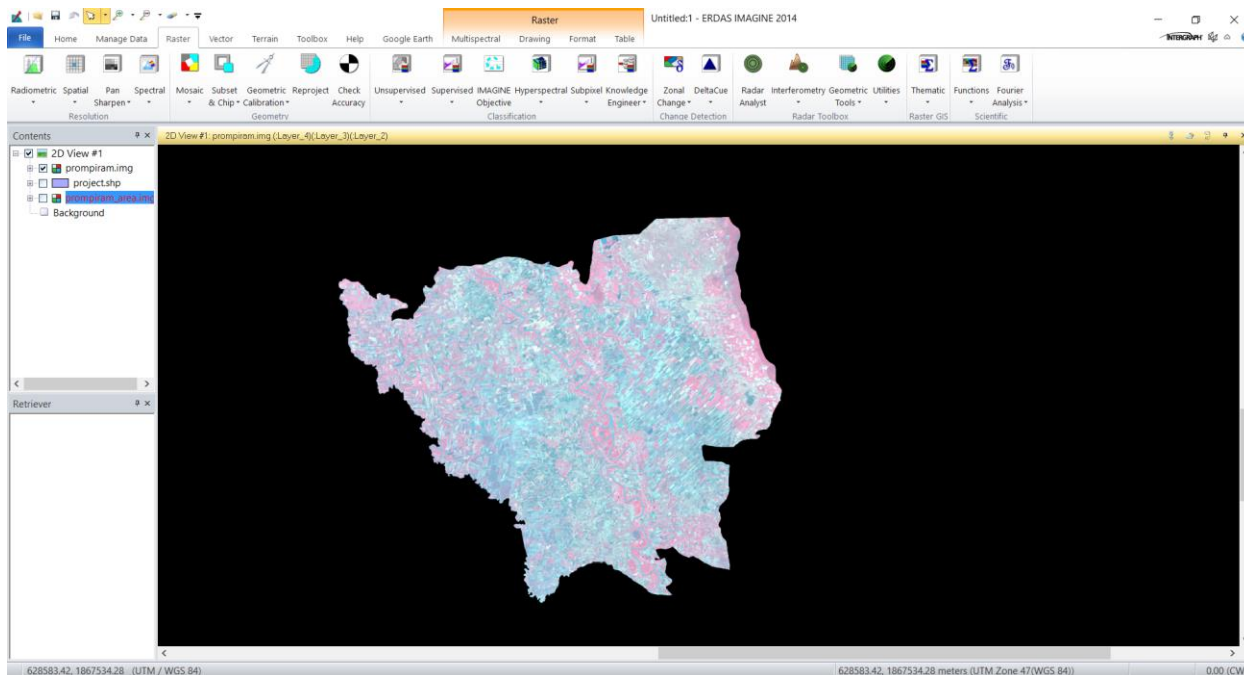 Raster
Untitled:1 - ERDAS IMAGINE 2014
File Home Manage Data Raster Vector Terrain Toolbox Help Google Earth Multispectral Drawing Format Table
INTERGRAPH
Radiometric Spatial Pan Sharpen Spectral Mosaic Subset & Chip Geometric Calibration Reproject Check Accuracy Unsupervised Supervised IMAGINE Objective Hyperspectral Subpixel Knowledge Engineer Zonal Change DeltaCue Radar Analyst Interferometry Geometric Tools Utilities Thematic Functions Fourier Analysis
Resolution Geometry Classification Change Detection Radar Toolbox Raster GIS Scientific
Contents
2D View #1: prompiram.img (:Layer_4)(:Layer_3)(:Layer_2)
2D View #1
prompiram.img
project.shp
prompiram_area.img
Background
Retriever
628583.42, 1867534.28 (UTM / WGS 84)
628583.42, 1867534.28 meters (UTM Zone 47(WGS 84))
0.00 (CW